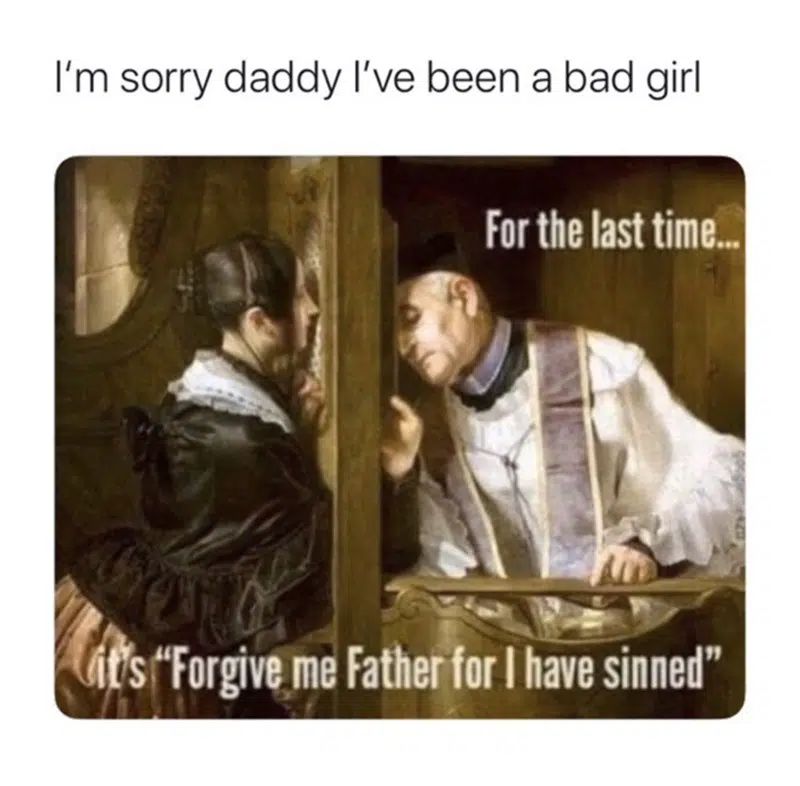 I'm sorry daddy I've been a bad girl
For the last time...
it's "Forgive me Father for I have sinned"